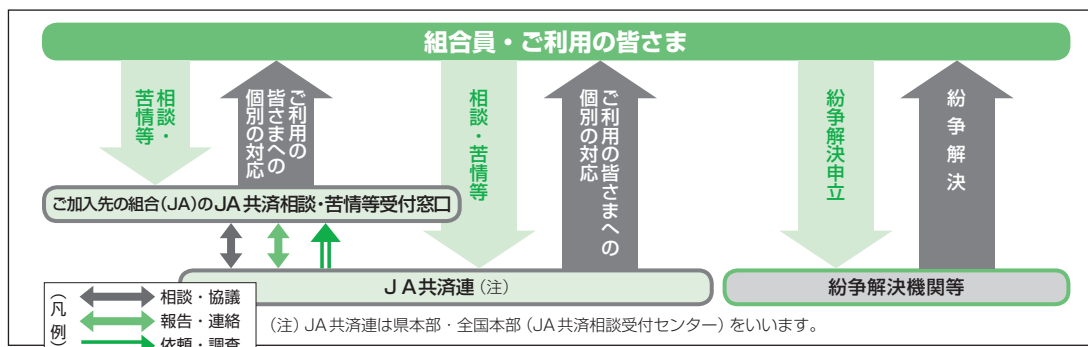 組合員・ご利用の皆さま
相談・
苦情等
ご利用の
皆さまへの
個別の対応
相談・苦情等
ご利用の皆さまへの
個別の対応
紛争解決申立
紛争解決
ご加入先の組合(JA)のJA共済相談・苦情等受付窓口
JA共済連(注)
紛争解決機関等
(凡例)
相談・協議
報告・連絡
依頼・調査
(注)JA共済連は県本部・全国本部(JA共済相談受付センター)をいいます。